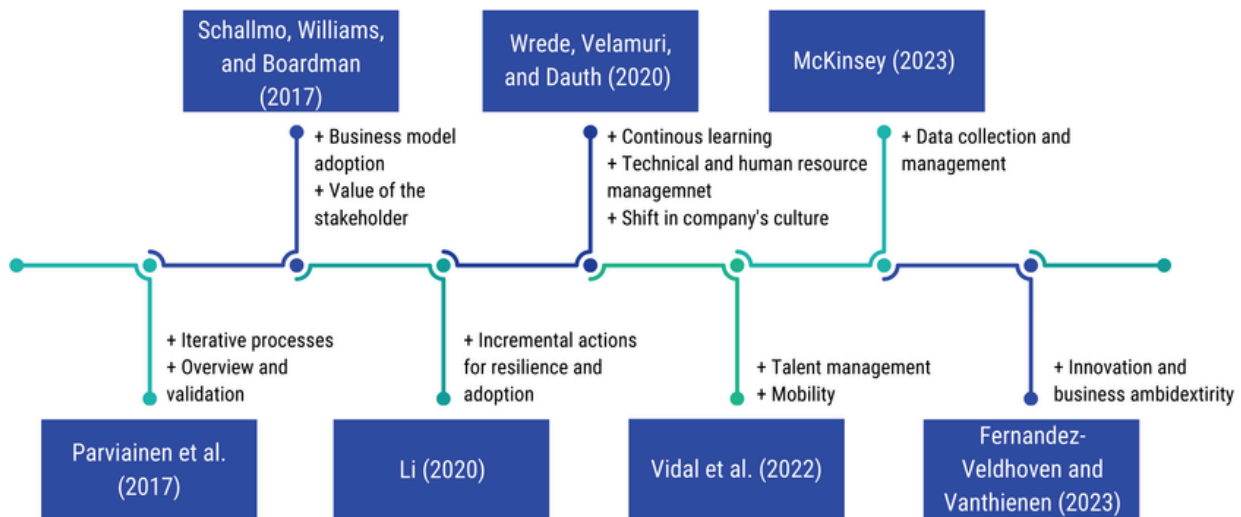 Schallmo, Williams,
and Boardman
(2017)
Wrede, Velamuri,
and Dauth (2020)
McKinsey (2023)
+ Business model
adoption
+ Value of the
stakeholder
+ Continous learning
+ Technical and human resource
managemnet
+ Shift in company's culture
+ Data collection and
management
+ Iterative processes
+ Overview and
validation
+ Incremental actions
for resilience and
adoption
+ Talent management
+ Mobility
+ Innovation and
business ambidextirity
Parviainen et al.
(2017)
Li (2020)
Vidal et al. (2022)
Fernandez-
Veldhoven and
Vanthienen (2023)